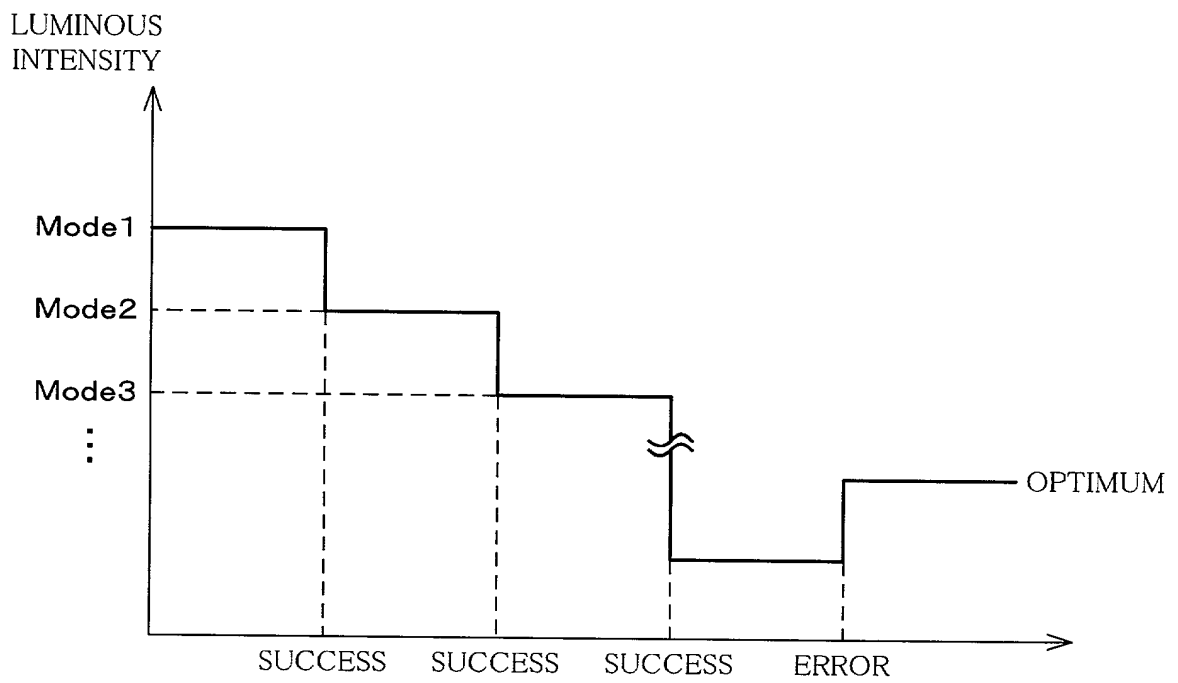 LUMINOUS
INTENSITY
Mode1
Mode2
Mode3
⋮
OPTIMUM
SUCCESS SUCCESS SUCCESS ERROR